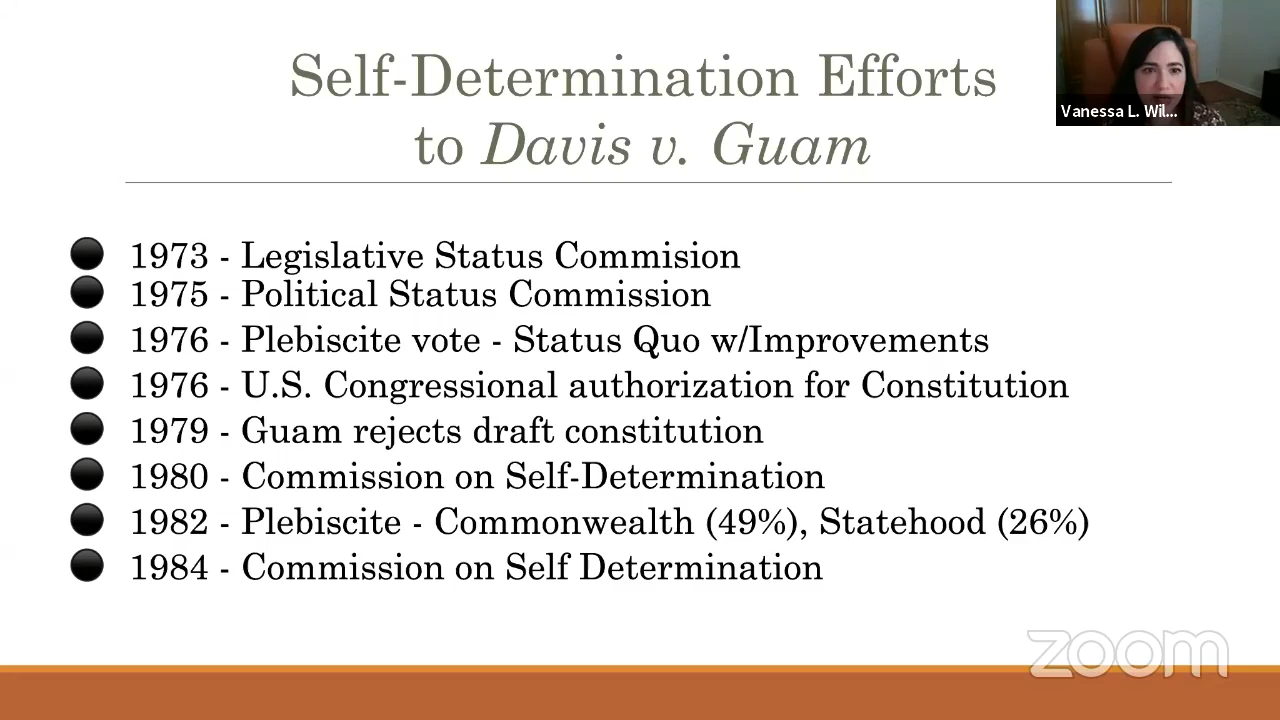 Self-Determination Efforts
to Davis v. Guam
Vanessa L. Wil...
● 1973 - Legislative Status Commision
● 1975 - Political Status Commission
● 1976 - Plebiscite vote - Status Quo w/Improvements
● 1976 - U.S. Congressional authorization for Constitution
● 1979 - Guam rejects draft constitution
● 1980 - Commission on Self-Determination
● 1982 - Plebiscite - Commonwealth (49%), Statehood (26%)
● 1984 - Commission on Self Determination
zoom